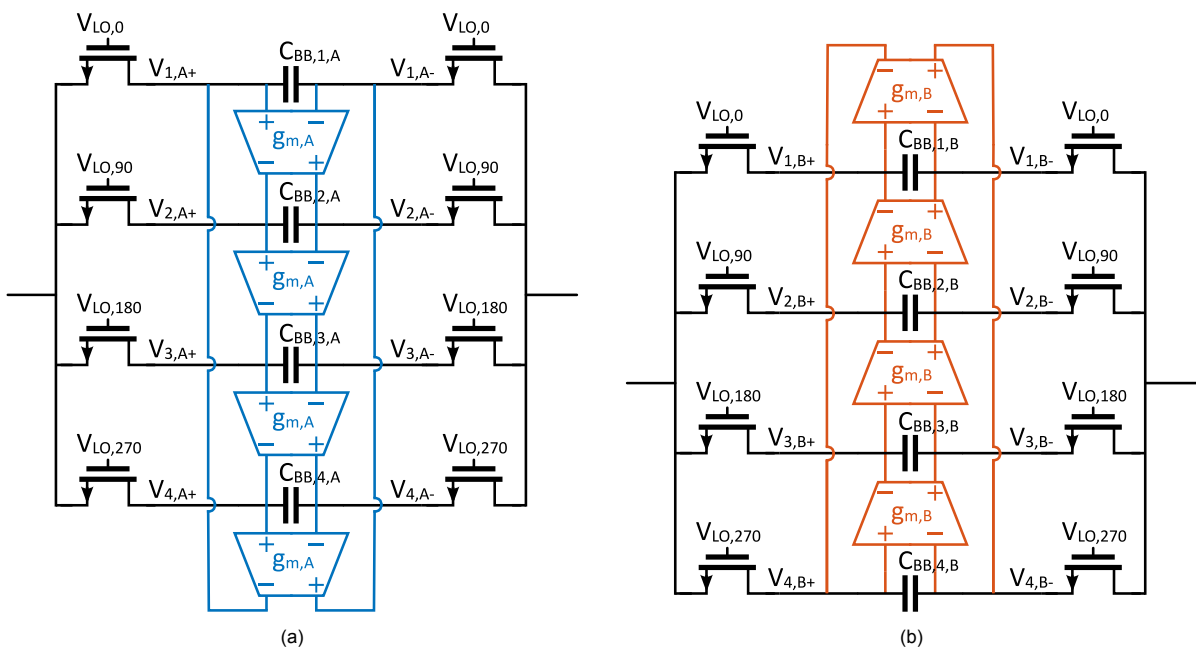 V_LO,0 C_BB,1,A V_LO,0
V_1,A+ V_1,A-
+ −
g_m,A
− +
V_LO,90 C_BB,2,A V_LO,90
V_2,A+ V_2,A-
+ −
g_m,A
− +
V_LO,180 C_BB,3,A V_LO,180
V_3,A+ V_3,A-
+ −
g_m,A
− +
V_LO,270 C_BB,4,A V_LO,270
V_4,A+ V_4,A-
+ −
g_m,A
− +
(a)
− +
g_m,B
+ −
V_LO,0 C_BB,1,B V_LO,0
V_1,B+ V_1,B-
− +
g_m,B
+ −
V_LO,90 C_BB,2,B V_LO,90
V_2,B+ V_2,B-
− +
g_m,B
+ −
V_LO,180 C_BB,3,B V_LO,180
V_3,B+ V_3,B-
− +
g_m,B
+ −
V_LO,270 C_BB,4,B V_LO,270
V_4,B+ V_4,B-
(b)